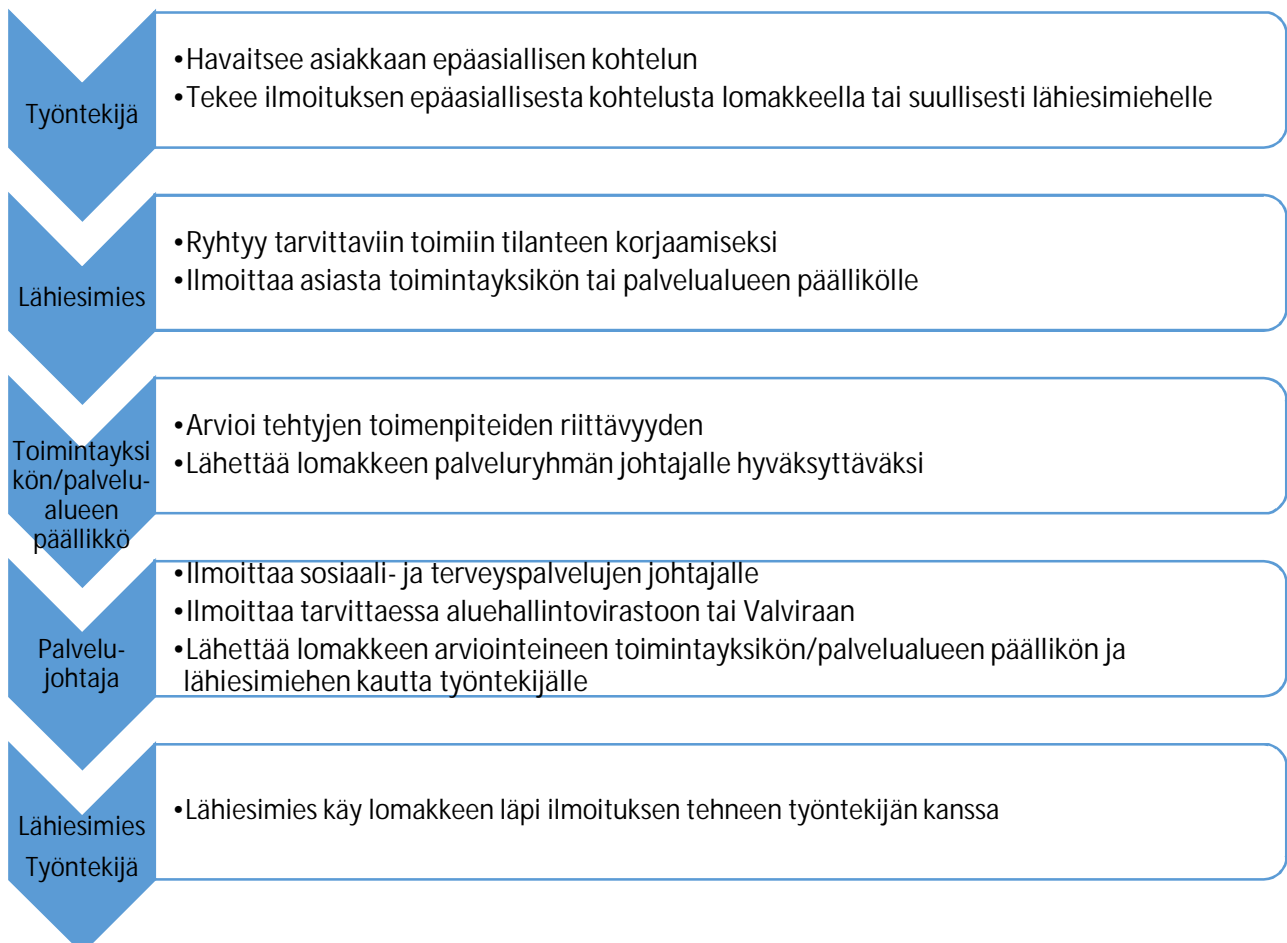 Työntekijä
•Havaitsee asiakkaan epäasiallisen kohtelun
•Tekee ilmoituksen epäasiallisesta kohtelusta lomakkeella tai suullisesti lähiesimiehelle
Lähiesimies
•Ryhtyy tarvittaviin toimiin tilanteen korjaamiseksi
•Ilmoittaa asiasta toimintayksikön tai palvelualueen päällikölle
Toimintayksi
kön/palvelu-
alueen
päällikkö
•Arvioi tehtyjen toimenpiteiden riittävyyden
•Lähettää lomakkeen palveluryhmän johtajalle hyväksyttäväksi
Palvelu-
johtaja
•Ilmoittaa sosiaali- ja terveyspalvelujen johtajalle
•Ilmoittaa tarvittaessa aluehallintovirastoon tai Valviraan
•Lähettää lomakkeen arviointeineen toimintayksikön/palvelualueen päällikön ja
lähiesimiehen kautta työntekijälle
Lähiesimies
Työntekijä
•Lähiesimies käy lomakkeen läpi ilmoituksen tehneen työntekijän kanssa